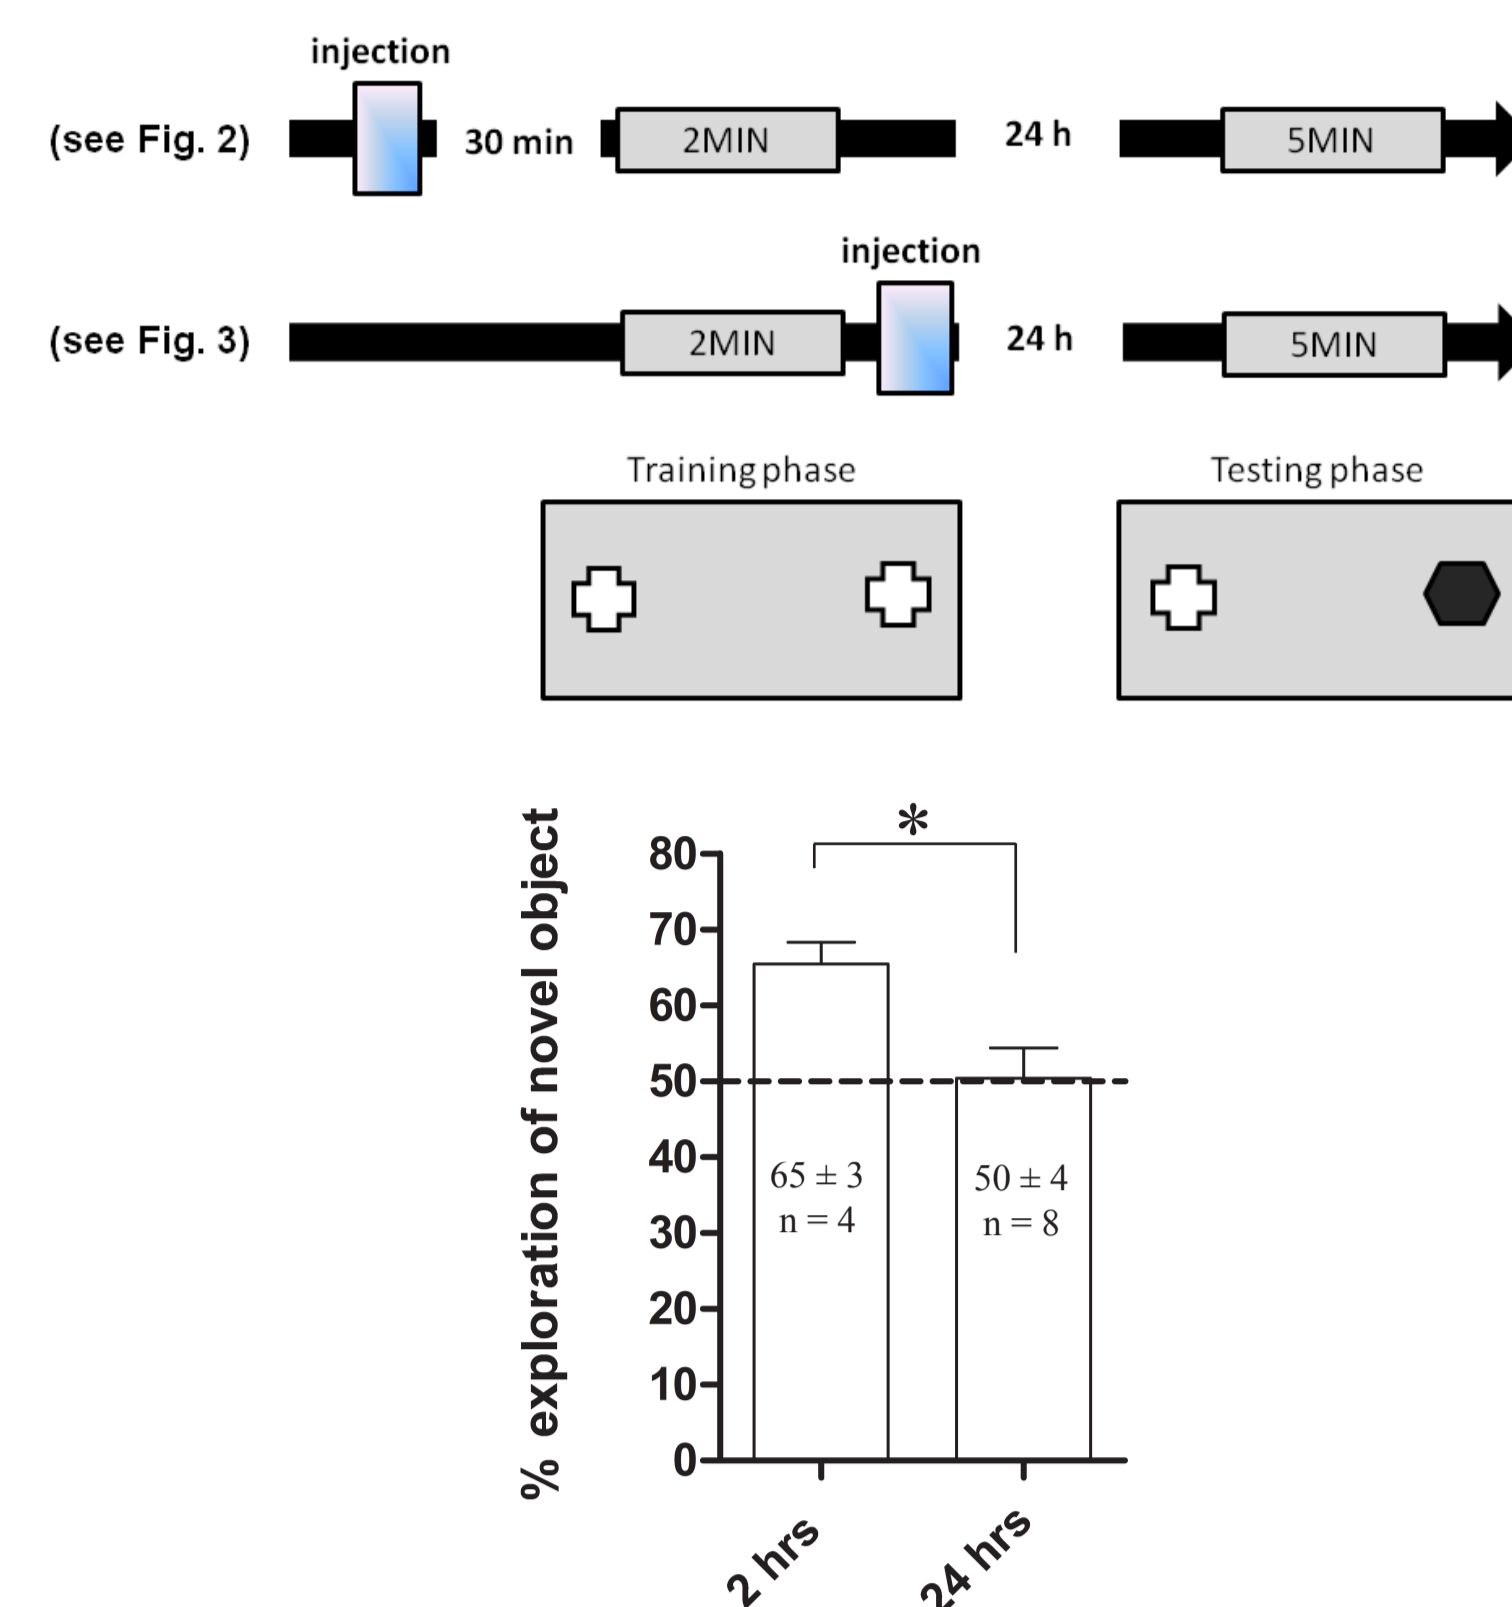 injection
(see Fig. 2) 30 min 2MIN 24 h 5MIN
injection
(see Fig. 3) 2MIN 24 h 5MIN
Training phase Testing phase
*
% exploration of novel object
80
70
60
50
40
30
20
10
0
65 ± 3
n = 4
50 ± 4
n = 8
2 hrs
24 hrs